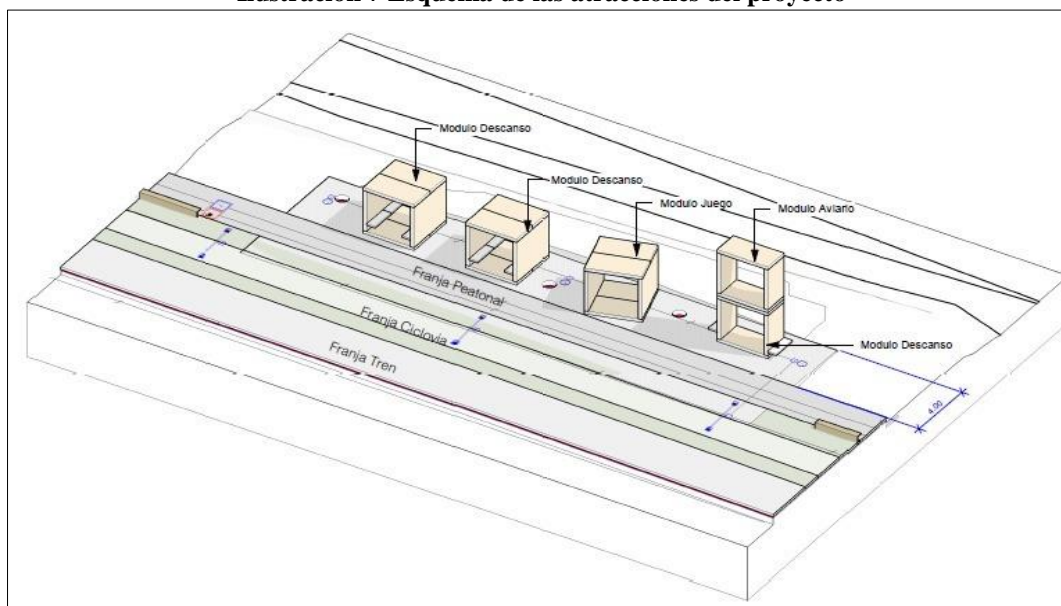 Ilustración 7 Esquema de las atracciones del proyecto
Modulo Descanso
Modulo Descanso
Modulo Juego
Modulo Aviario
Franja Peatonal
Franja Ciclovia
Modulo Descanso
Franja Tren
4.00